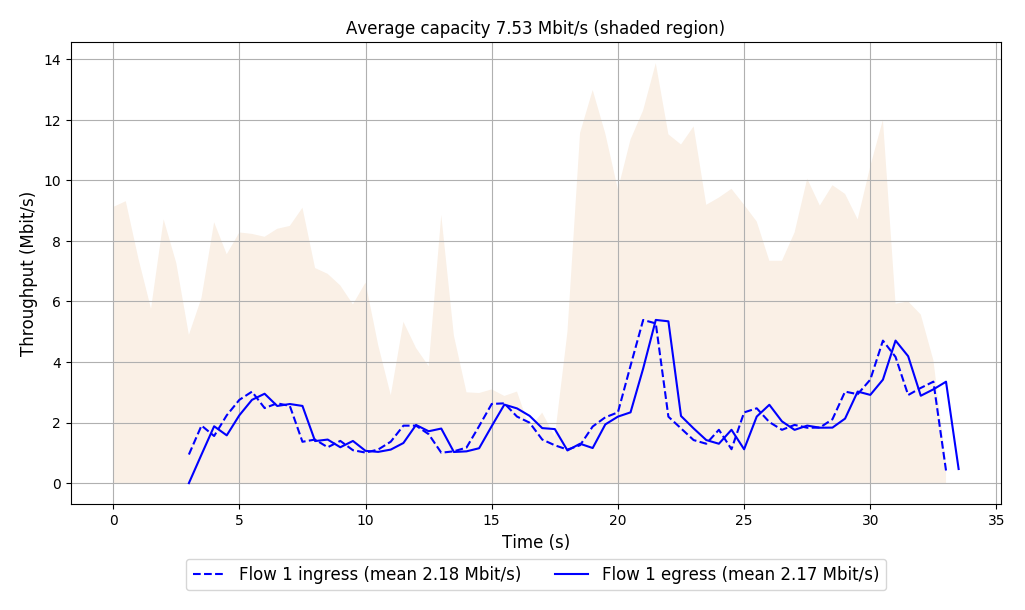 Average capacity 7.53 Mbit/s (shaded region)
14
12
10
8
6
4
2
0
Throughput (Mbit/s)
0 5 10 15 20 25 30 35
Time (s)
Flow 1 ingress (mean 2.18 Mbit/s) Flow 1 egress (mean 2.17 Mbit/s)